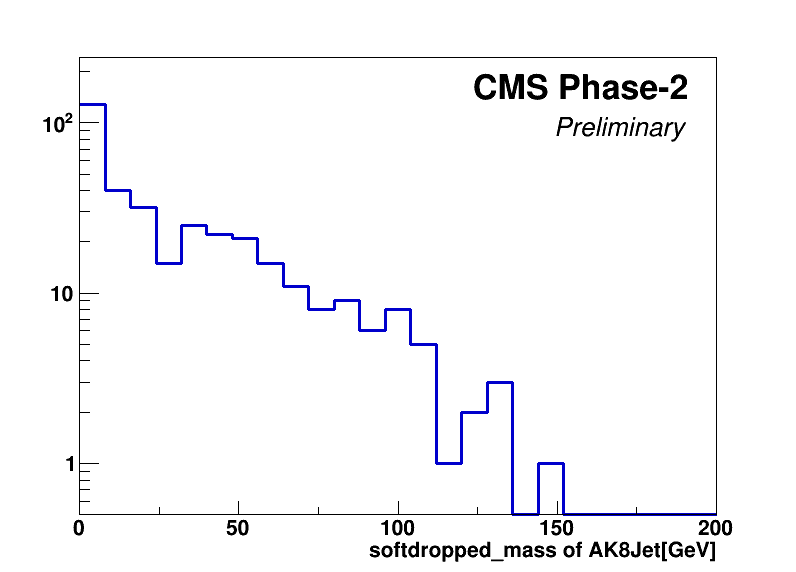 CMS Phase-2
Preliminary
10²
10
1
0 50 100 150 200
softdropped_mass of AK8Jet[GeV]